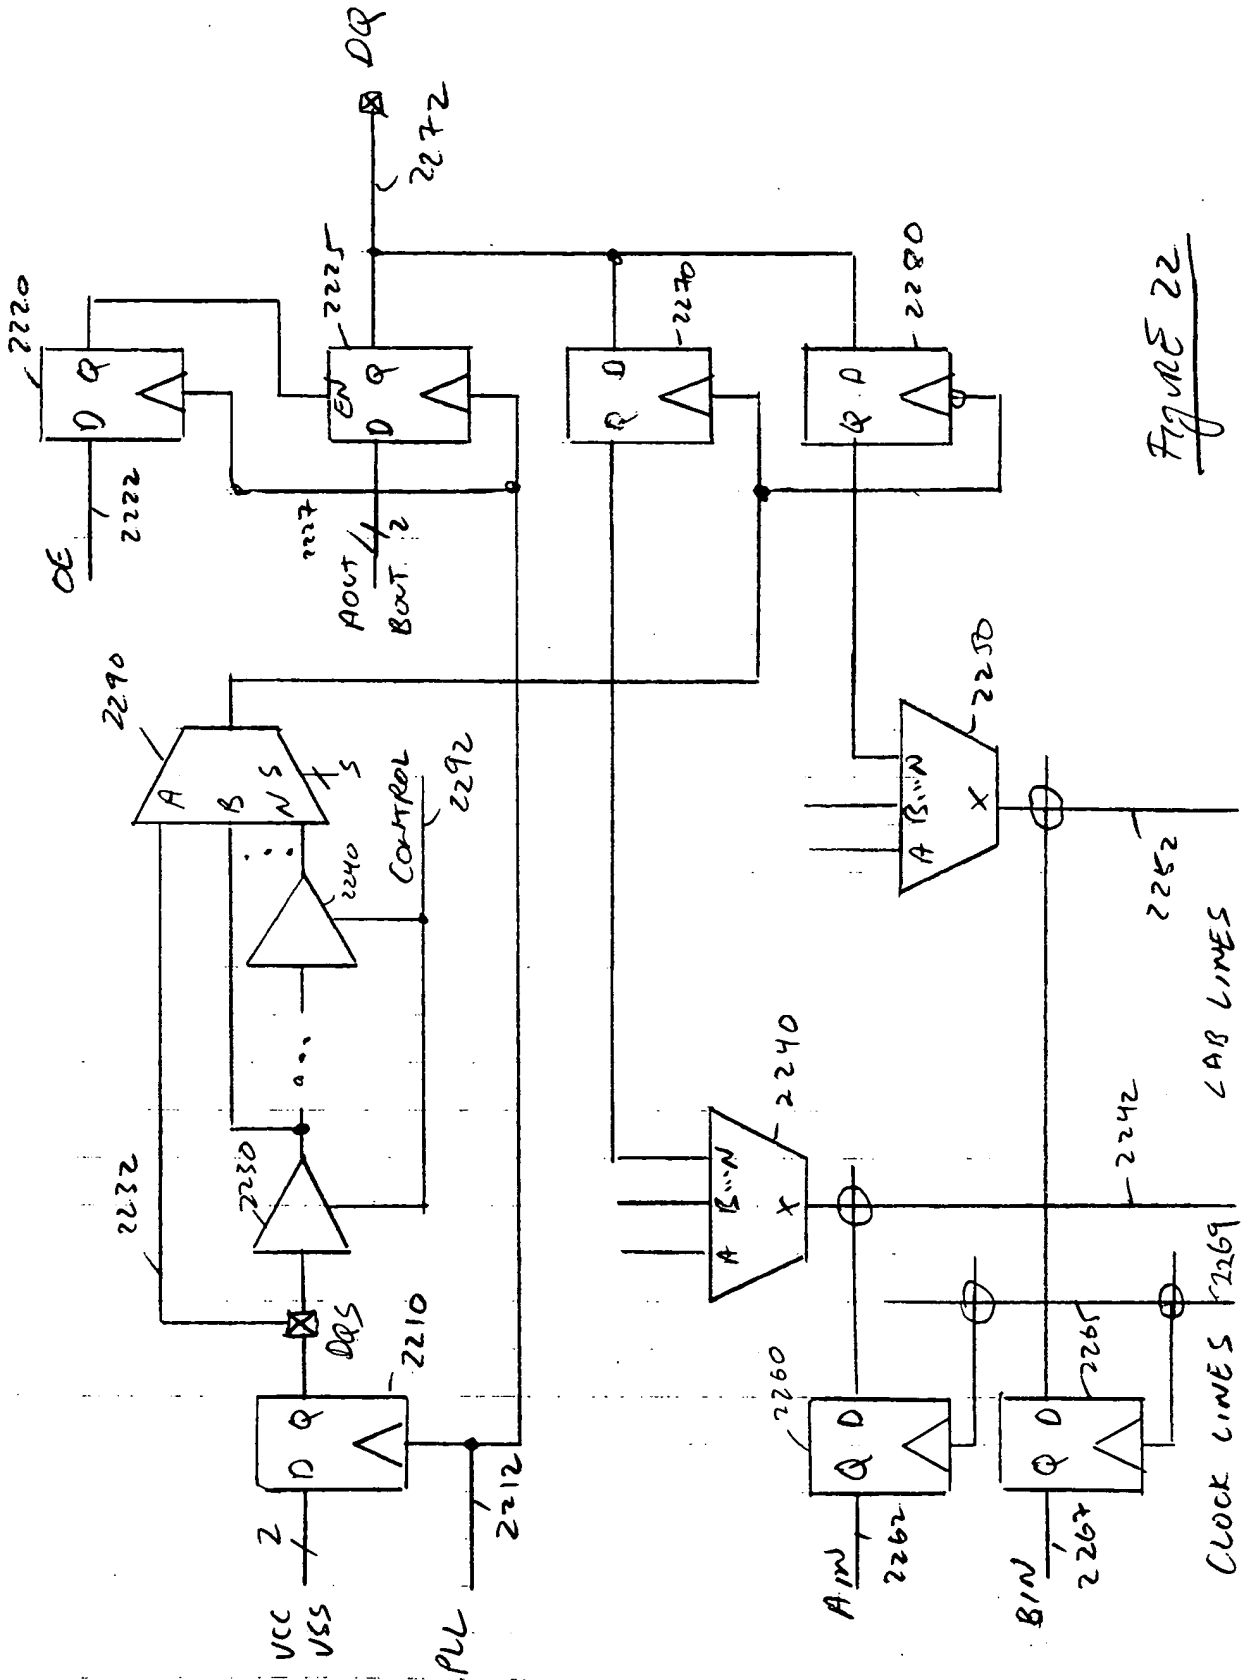 OE
2222
D Q
2220
AOUT
BOUT
2227
2
EN
D Q
2225
DQ
2272
2290
A
B
N S
S
2232
2230
2240
CONTROL
2292
VCC
VSS
2
D Q
2210
DQS
PLL
2212
Q D
2270
Q D
2280
A B...N
X
2240
A B...N
X
2250
AIN
2262
Q D
2260
BIN
2267
Q D
2265
CLOCK LINES 2269
2242
LAB LINES
2252
FIGURE 22